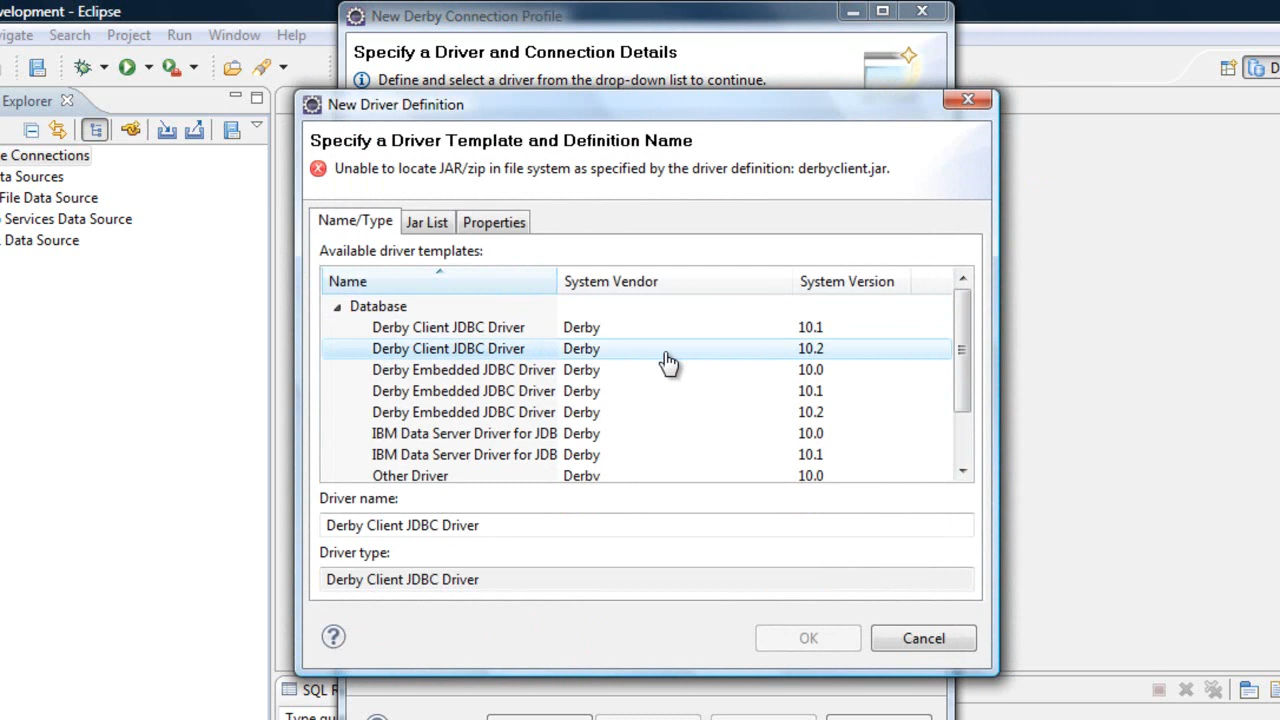 velopment - Eclipse
New Derby Connection Profile
vigate Search Project Run Window Help
Specify a Driver and Connection Details
Define and select a driver from the drop-down list to continue.
Explorer
New Driver Definition
Specify a Driver Template and Definition Name
Unable to locate JAR/zip in file system as specified by the driver definition: derbyclient.jar.
e Connections
ta Sources
File Data Source
Services Data Source
Data Source
Name/Type Jar List Properties
Available driver templates:
Name System Vendor System Version
Database
Derby Client JDBC Driver Derby 10.1
Derby Client JDBC Driver Derby 10.2
Derby Embedded JDBC Driver Derby 10.0
Derby Embedded JDBC Driver Derby 10.1
Derby Embedded JDBC Driver Derby 10.2
IBM Data Server Driver for JDB Derby 10.0
IBM Data Server Driver for JDB Derby 10.1
Other Driver Derby 10.0
Driver name:
Derby Client JDBC Driver
Driver type:
Derby Client JDBC Driver
OK Cancel
SQL R
Type qu